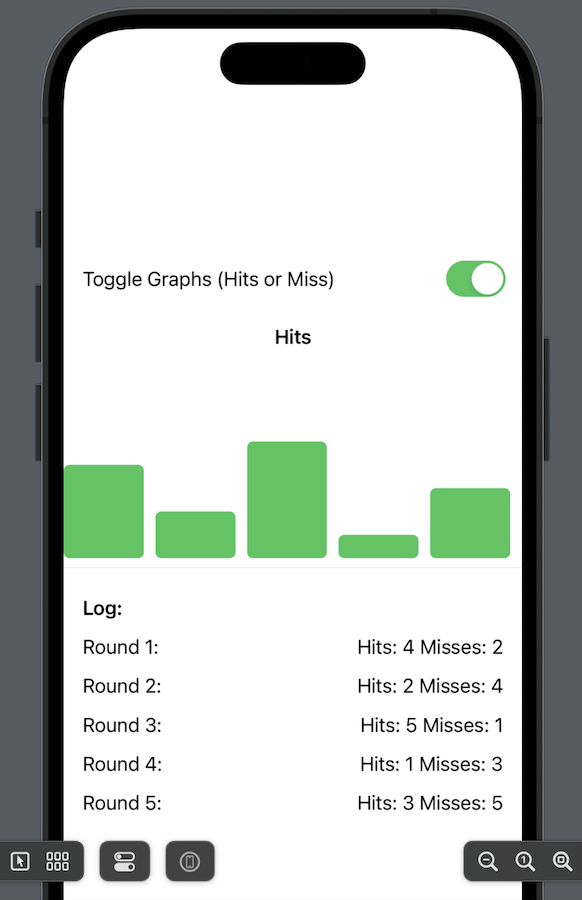 Toggle Graphs (Hits or Miss)
Hits
Log:
Round 1: Hits: 4 Misses: 2
Round 2: Hits: 2 Misses: 4
Round 3: Hits: 5 Misses: 1
Round 4: Hits: 1 Misses: 3
Round 5: Hits: 3 Misses: 5
1